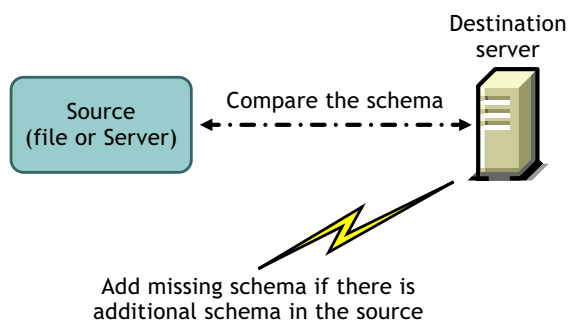 Destination
server
Source
(file or Server)
Compare the schema
Add missing schema if there is
additional schema in the source